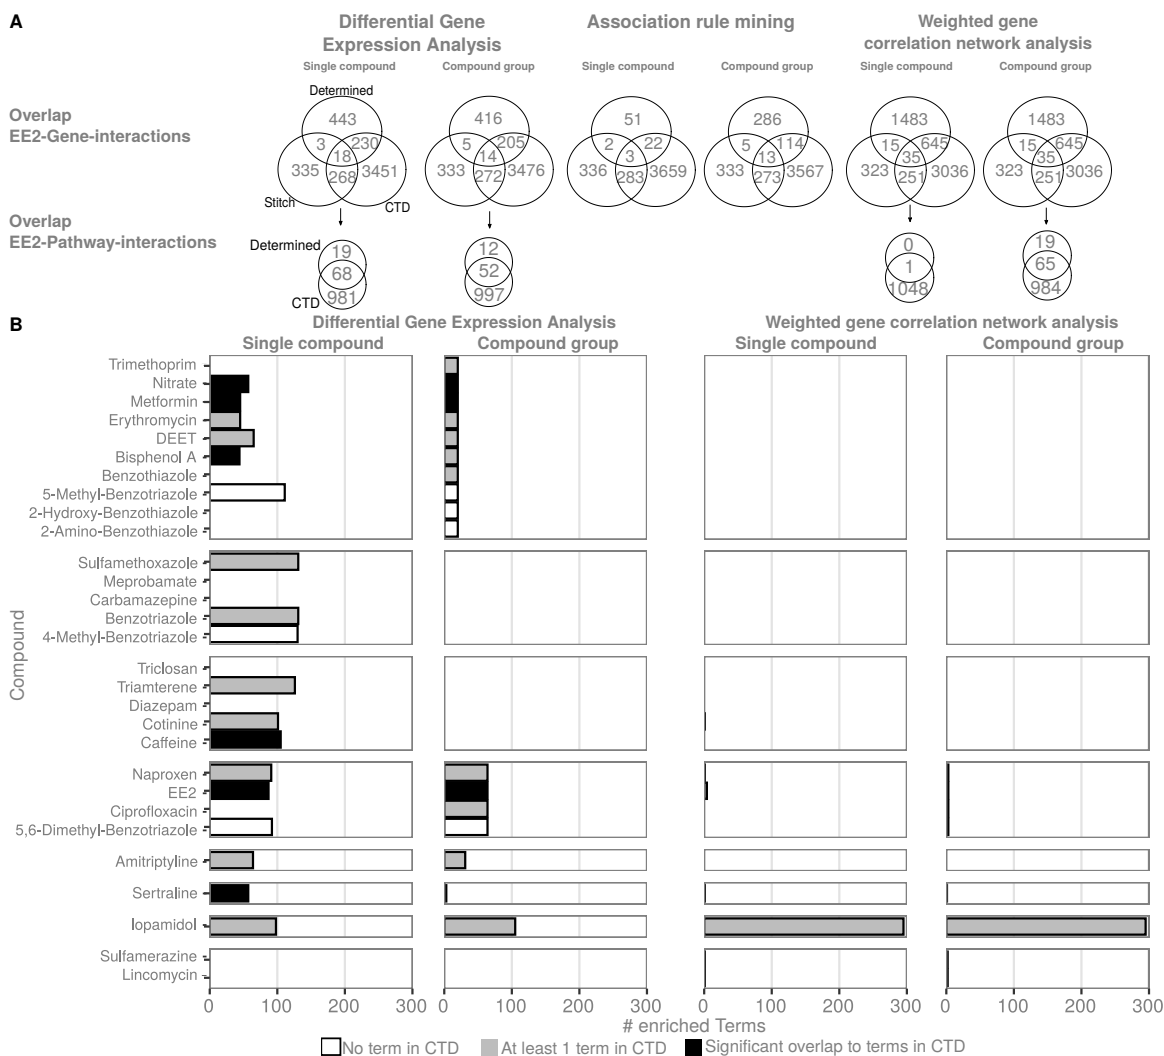 A
Differential Gene
Expression Analysis
Association rule mining
Weighted gene
correlation network analysis
Single compound
Compound group
Single compound
Compound group
Single compound
Compound group
Overlap
EE2-Gene-interactions
Determined
443
3
230
18
335
268
3451
Stitch
CTD
416
5
205
14
333
272
3476
51
2
22
3
336
283
3659
286
5
114
13
333
273
3567
1483
15
645
35
323
251
3036
1483
15
645
35
323
251
3036
Overlap
EE2-Pathway-interactions
Determined
19
68
CTD
981
12
52
997
0
1
1048
19
65
984
B
Differential Gene Expression Analysis
Weighted gene correlation network analysis
Single compound
Compound group
Single compound
Compound group
Compound
Trimethoprim
Nitrate
Metformin
Erythromycin
DEET
Bisphenol A
Benzothiazole
5-Methyl-Benzotriazole
2-Hydroxy-Benzothiazole
2-Amino-Benzothiazole
Sulfamethoxazole
Meprobamate
Carbamazepine
Benzotriazole
4-Methyl-Benzotriazole
Triclosan
Triamterene
Diazepam
Cotinine
Caffeine
Naproxen
EE2
Ciprofloxacin
5,6-Dimethyl-Benzotriazole
Amitriptyline
Sertraline
Iopamidol
Sulfamerazine
Lincomycin
0 100 200 300
0 100 200 300
0 100 200 300
0 100 200 300
# enriched Terms
No term in CTD
At least 1 term in CTD
Significant overlap to terms in CTD